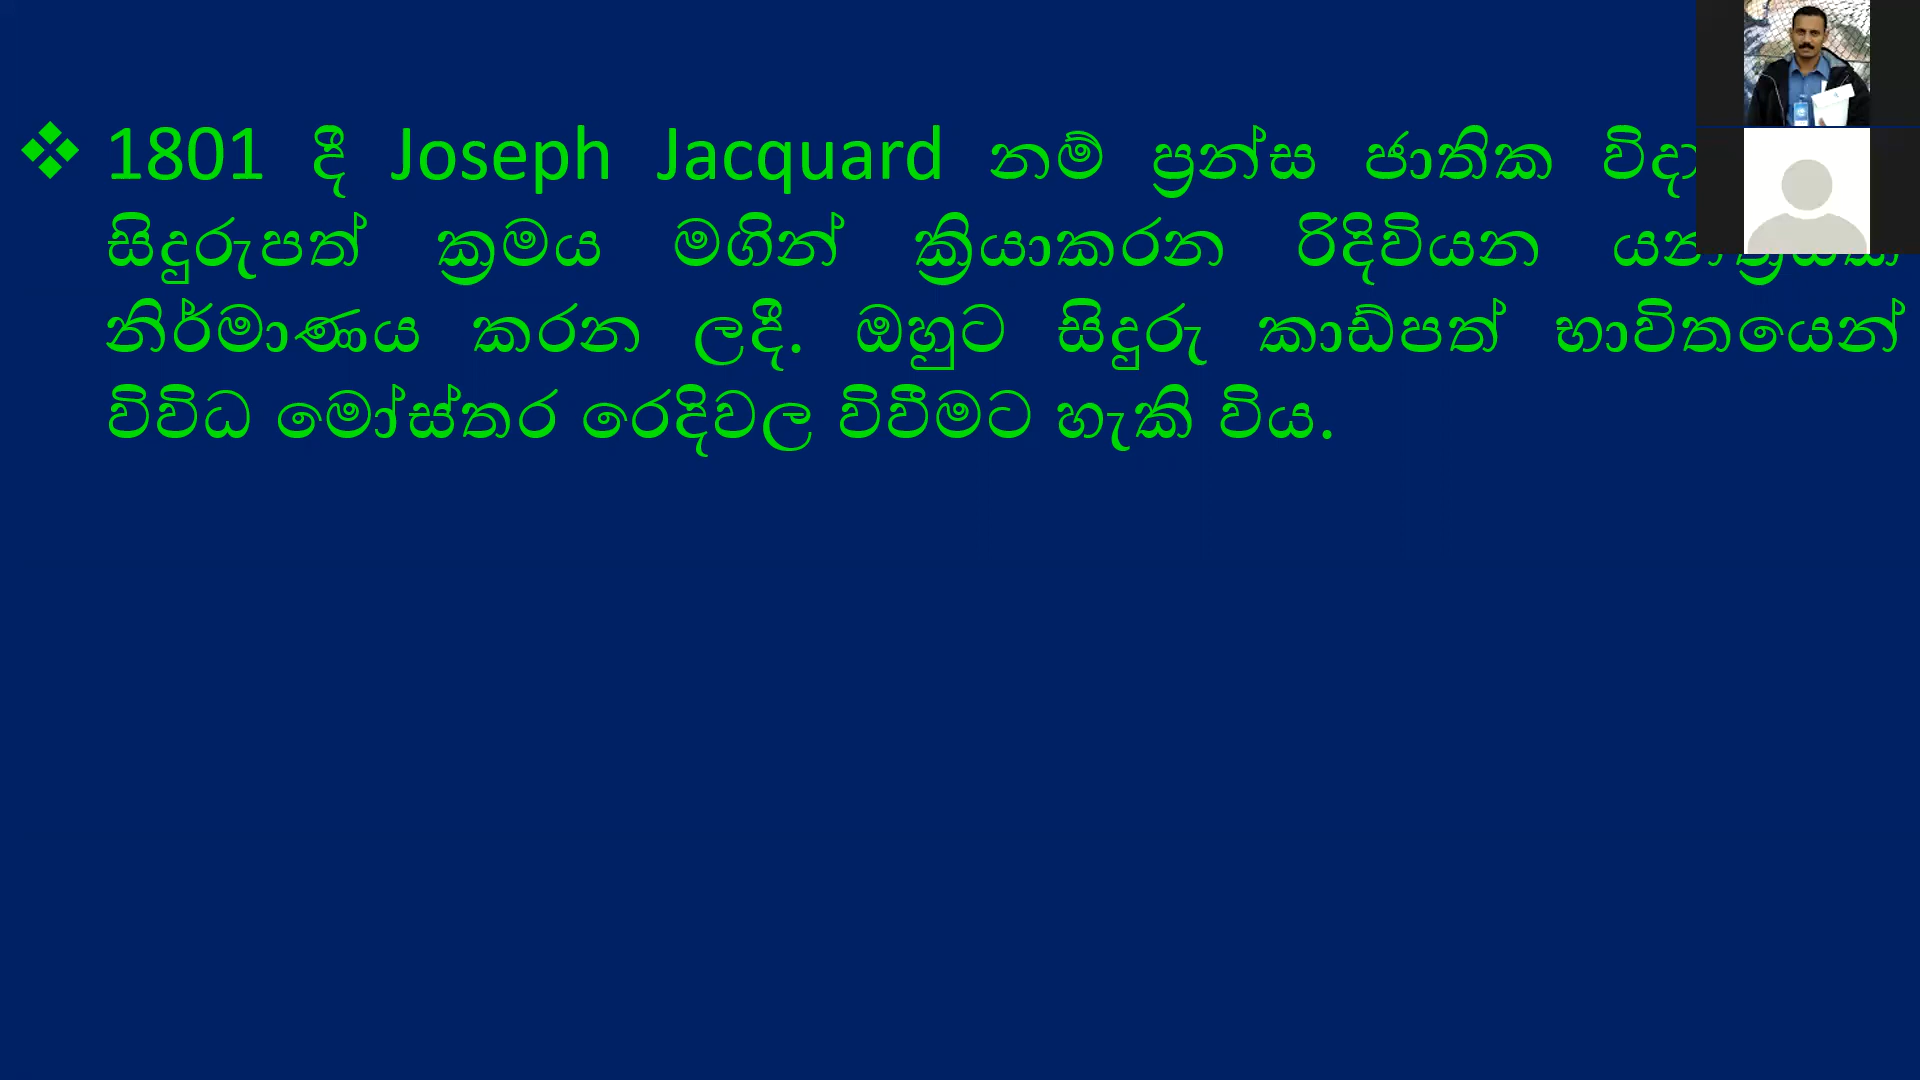 ❖ 1801 දී Joseph Jacquard නම් ප්‍රන්ස ජාතික
සිදුරුපත් ක්‍රමය මගින් ක්‍රියාකරන රිදිවියන
නිර්මාණය කරන ලදී. ඔහුට සිදුරු කාඩ්පත් භාවිතයෙන්
විවිධ මෝස්තර රෙදිවල විවීමට හැකි විය.